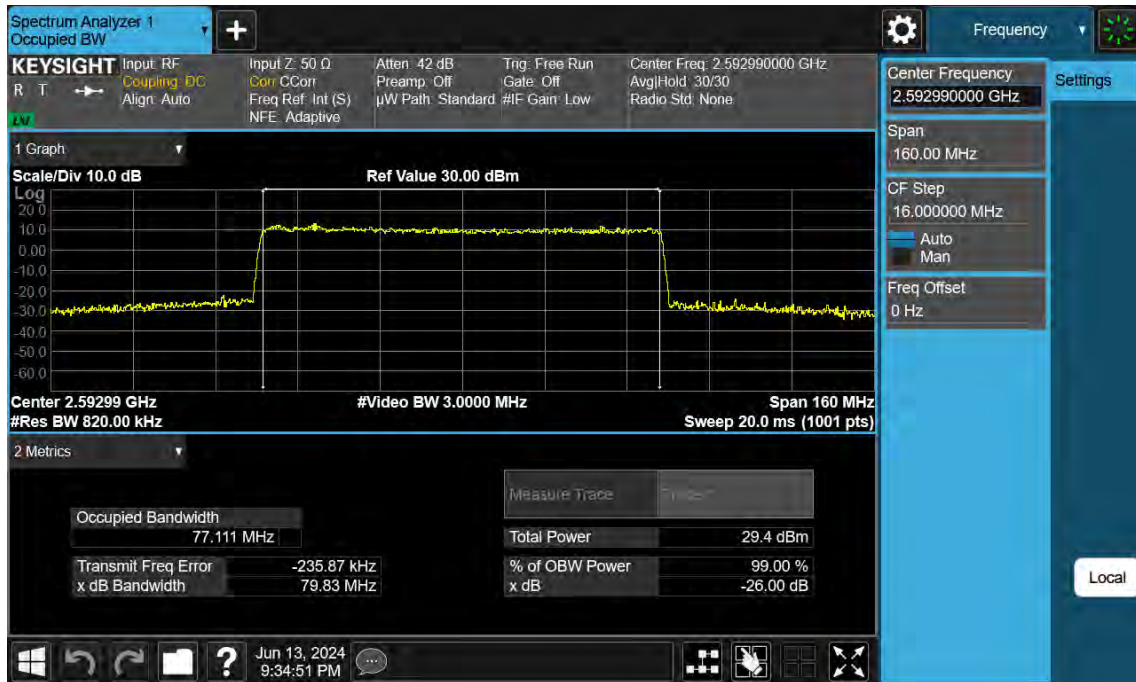 Spectrum Analyzer 1
Occupied BW
Frequency
KEYSIGHT
R T
LXI
Input: RF
Coupling: DC
Align: Auto
Input Z: 50 Ω
Corr CCorr
Freq Ref: Int (S)
NFE: Adaptive
Atten: 42 dB
Preamp: Off
µW Path: Standard
Trig: Free Run
Gate: Off
#IF Gain: Low
Center Freq: 2.592990000 GHz
Avg|Hold: 30/30
Radio Std: None
Center Frequency
2.592990000 GHz
Settings
Span
160.00 MHz
CF Step
16.000000 MHz
Auto
Man
Freq Offset
0 Hz
Local
1 Graph
Scale/Div 10.0 dB
Ref Value 30.00 dBm
Log
20.0
10.0
0.00
-10.0
-20.0
-30.0
-40.0
-50.0
-60.0
Center 2.59299 GHz
#Video BW 3.0000 MHz
Span 160 MHz
#Res BW 820.00 kHz
Sweep 20.0 ms (1001 pts)
2 Metrics
Measure Trace
Occupied Bandwidth
77.111 MHz
Total Power 29.4 dBm
Transmit Freq Error -235.87 kHz
% of OBW Power 99.00 %
x dB Bandwidth 79.83 MHz
x dB -26.00 dB
?
Jun 13, 2024
9:34:51 PM